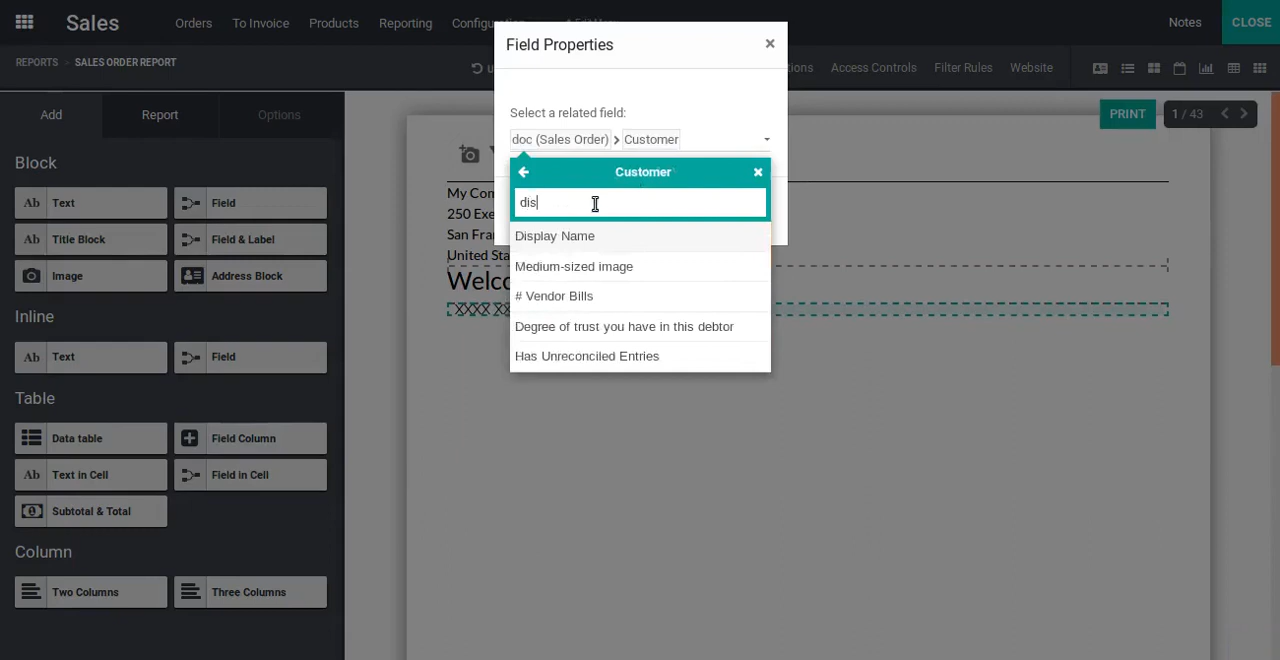 Sales
Orders
To Invoice
Products
Reporting
Notes
CLOSE
REPORTS
SALES ORDER REPORT
Access Controls
Filter Rules
Website
Add
Report
Options
PRINT
1 / 43
Field Properties
×
Select a related field:
doc (Sales Order)
Customer
Customer
dis
Display Name
Medium-sized image
# Vendor Bills
Degree of trust you have in this debtor
Has Unreconciled Entries
My Com
250 Exe
San Fran
United Sta
Welco
XXXX
Block
Text
Field
Title Block
Field & Label
Image
Address Block
Inline
Text
Field
Table
Data table
Field Column
Text in Cell
Field in Cell
Subtotal & Total
Column
Two Columns
Three Columns